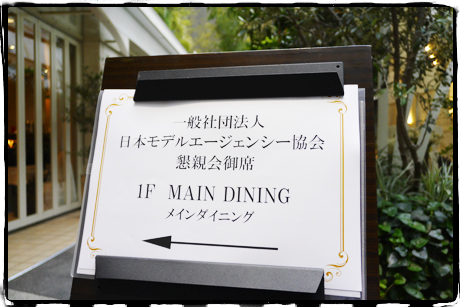 一般社団法人
日本モデルエージェンシー協会
懇親会御席
1F MAIN DINING
メインダイニング